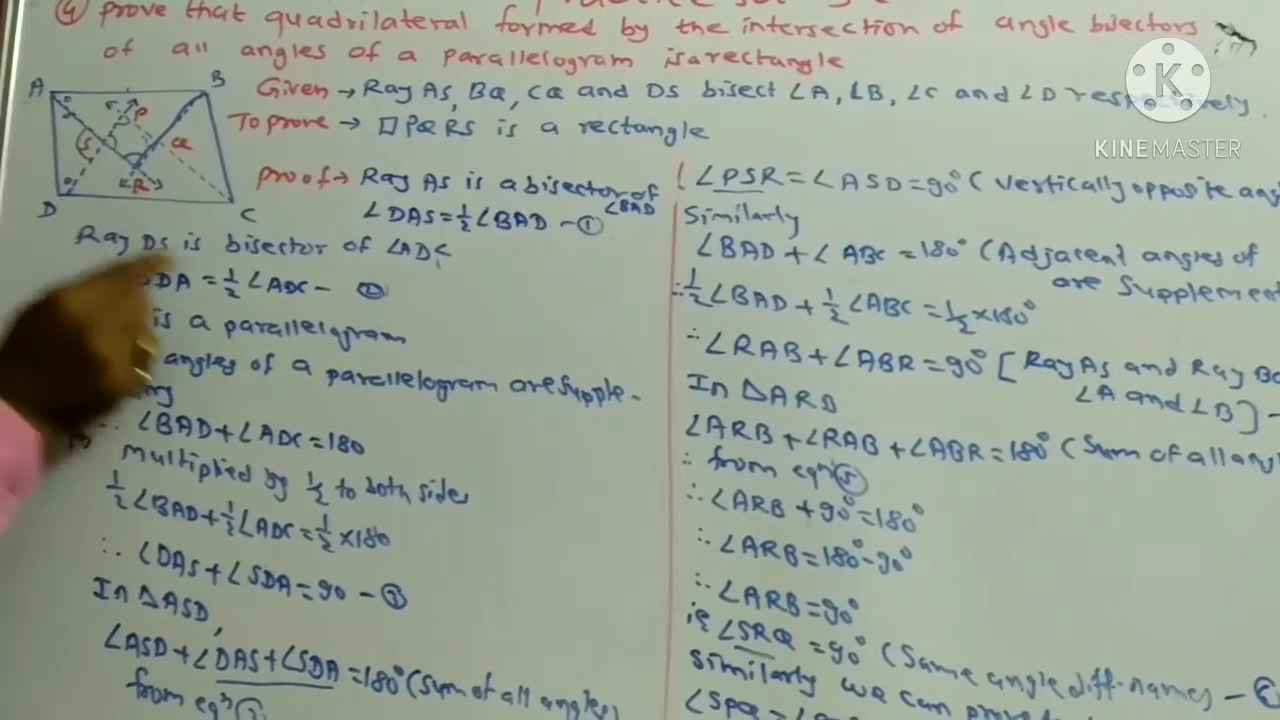 ④ prove that quadrilateral formed by the intersection of angle bisectors
of all angles of a parallelogram is a rectangle
A
B
P
S
Q
R
D
C
Given → Ray AS, BQ, CQ and DS bisect ∠A, ∠B, ∠C and ∠D respectively.
To prove → □PQRS is a rectangle
proof → Ray AS is a bisector of
∠BAD
∠DAS = ½ ∠BAD - ①
Ray DS is bisector of ∠ADC
DA = ½ ∠ADC - ②
is a parallelogram
angles of a parallelogram are supple-
∴ ∠BAD + ∠ADC = 180
multiplied by ½ to both sides
½ ∠BAD + ½ ∠ADC = ½ × 180
∴ ∠DAS + ∠SDA = 90 - ③
In △ASD,
∠ASD + ∠DAS + ∠SDA = 180° (Sum of all angles
from eqⁿ ③
∠PSR = ∠ASD = 90° (Vertically opposite ang
Similarly
∠BAD + ∠ABC = 180° (Adjacent angles of
are supplement
∴ ½ ∠BAD + ½ ∠ABC = ½ × 180°
∴ ∠RAB + ∠ABR = 90° [Ray AS and Ray BQ
∠A and ∠B] -
In △ARB
∠ARB + ∠RAB + ∠ABR = 180° (Sum of all ang
∴ from eqⁿ ⑤
∴ ∠ARB + 90° = 180°
∴ ∠ARB = 180° - 90°
∴ ∠ARB = 90°
ie ∠SRQ = 90° (Same angle diff. names) - ⑥
Similarly we can prove
∠SPQ = ∠
K
KINEMASTER